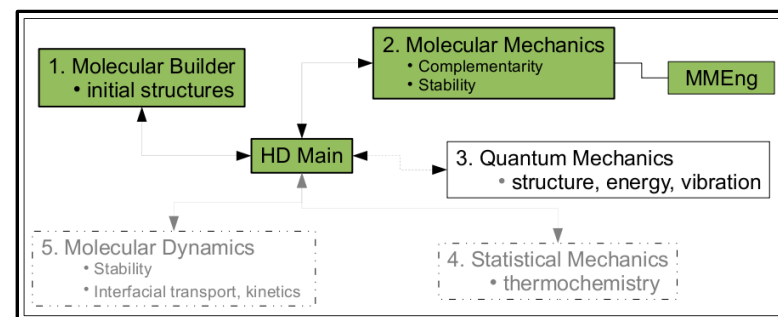 1. Molecular Builder
• initial structures
2. Molecular Mechanics
• Complementarity
• Stability
MMEng
HD Main
3. Quantum Mechanics
• structure, energy, vibration
5. Molecular Dynamics
• Stability
• Interfacial transport, kinetics
4. Statistical Mechanics
• thermochemistry